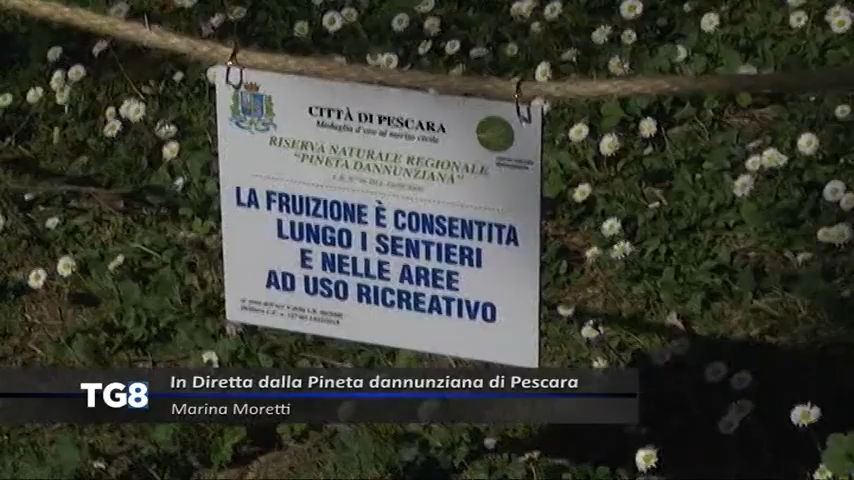 CITTÀ DI PESCARA
Medaglia d'oro al merito civile
RISERVA NATURALE REGIONALE
"PINETA DANNUNZIANA"
LA FRUIZIONE È CONSENTITA
LUNGO I SENTIERI
E NELLE AREE
AD USO RICREATIVO
TG8
In Diretta dalla Pineta dannunziana di Pescara
Marina Moretti